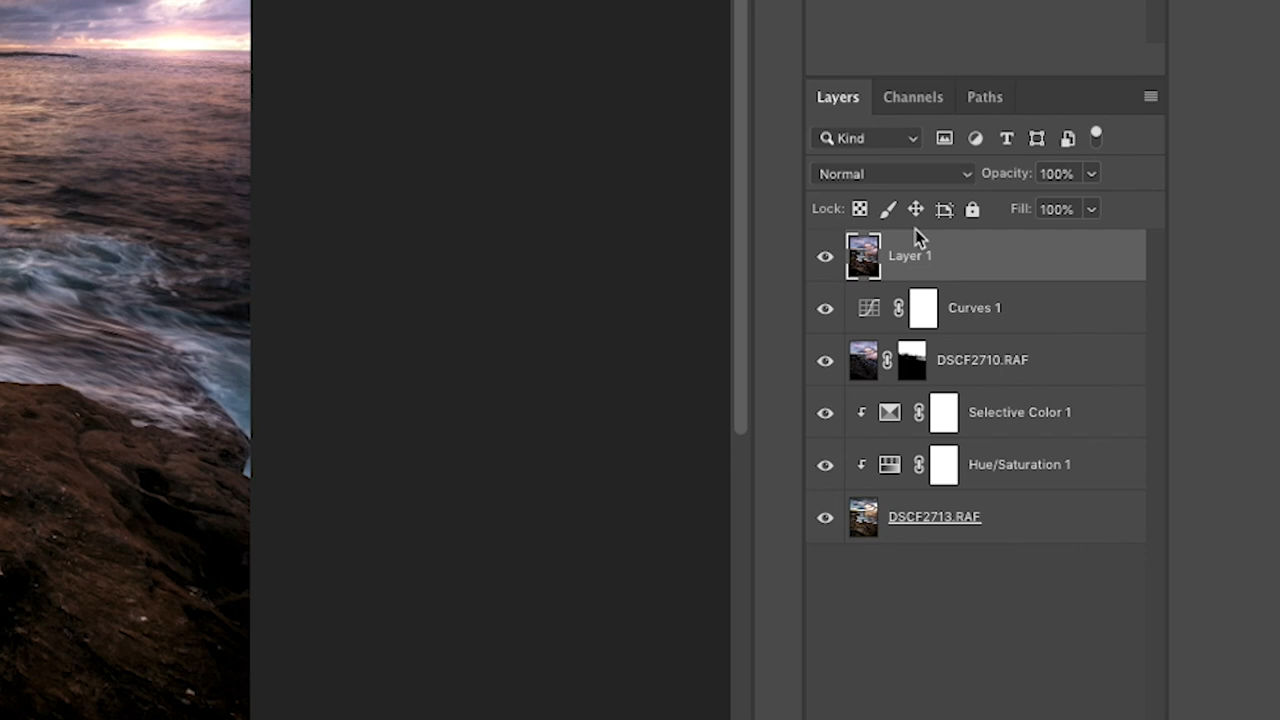 Layers Channels Paths
Kind
Normal Opacity: 100%
Lock: Fill: 100%
Layer 1
Curves 1
DSCF2710.RAF
Selective Color 1
Hue/Saturation 1
DSCF2713.RAF